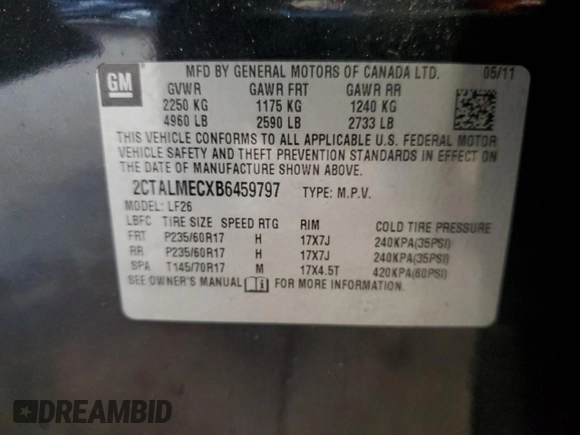 GM
MFD BY GENERAL MOTORS OF CANADA LTD. 05/11
GVWR GAWR FRT GAWR RR
2250 KG 1175 KG 1240 KG
4960 LB 2590 LB 2733 LB
THIS VEHICLE CONFORMS TO ALL APPLICABLE U.S. FEDERAL MOTOR
VEHICLE SAFETY AND THEFT PREVENTION STANDARDS IN EFFECT ON
THE DATE OF MANUFACTURE SHOWN ABOVE.
2CTALMECXB6459797 TYPE: M.P.V.
MODEL: LF26
LBFC TIRE SIZE SPEED RTG RIM COLD TIRE PRESSURE
FRT P235/60R17 H 17X7J 240KPA(35PSI)
RR P235/60R17 H 17X7J 240KPA(35PSI)
SPA T145/70R17 M 17X4.5T 420KPA(60PSI)
SEE OWNER'S MANUAL i FOR MORE INFORMATION.
DREAMBID